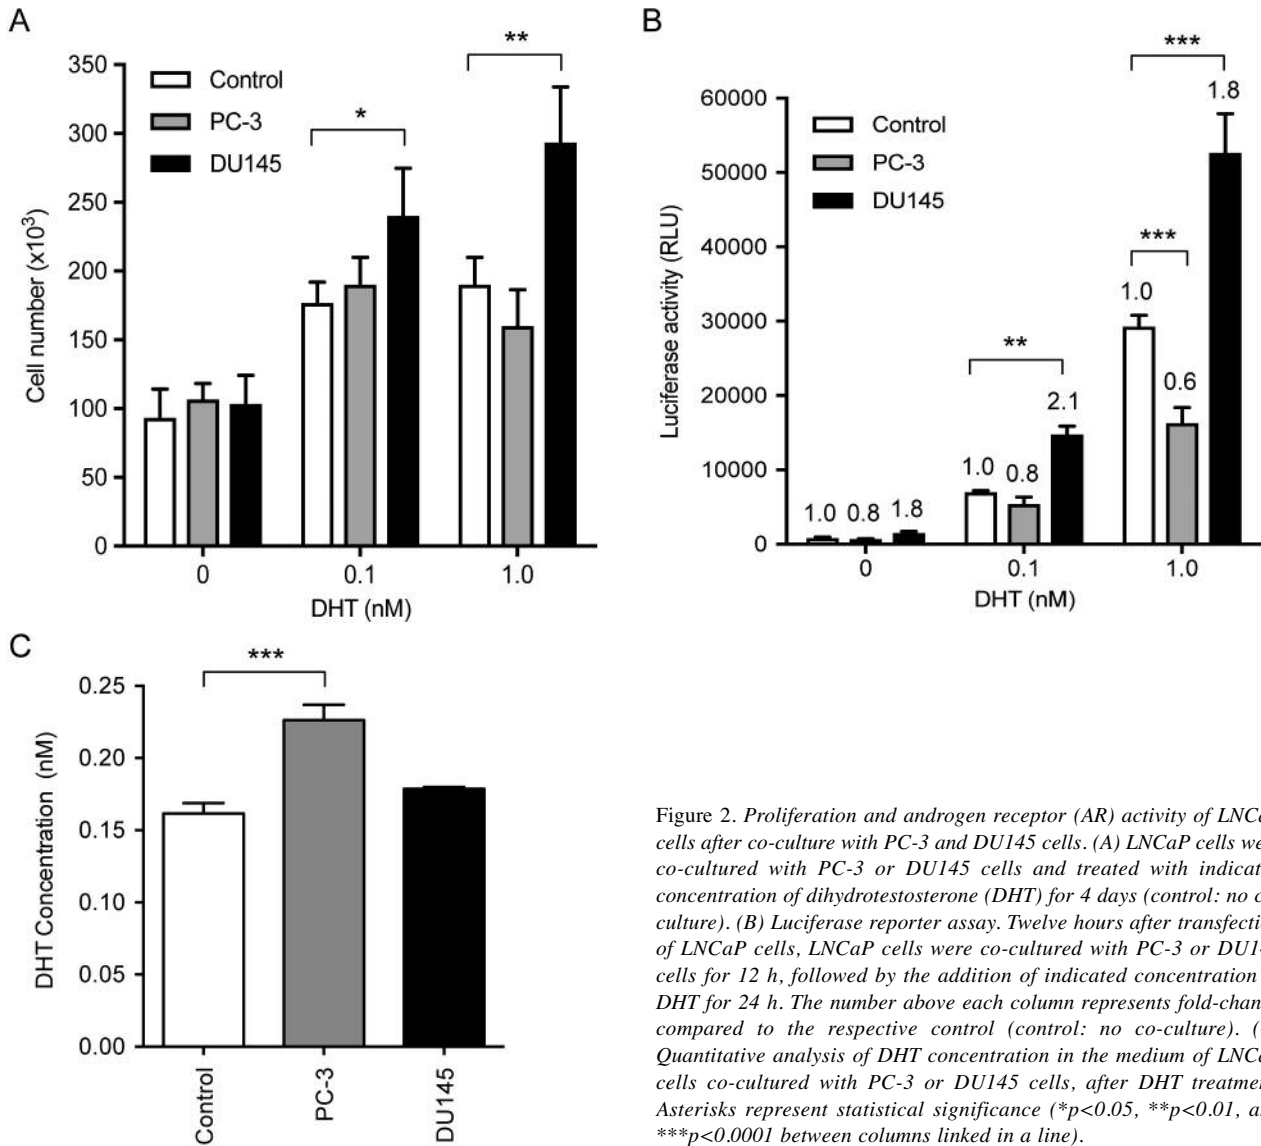 A
350
300
250
200
150
100
50
0
Cell number (x10³)
Control
PC-3
DU145
*
**
0 0.1 1.0
DHT (nM)
B
60000
50000
40000
30000
20000
10000
0
Luciferase activity (RLU)
Control
PC-3
DU145
***
1.8
***
1.0
0.6
**
2.1
1.0 0.8
1.0 0.8 1.8
0 0.1 1.0
DHT (nM)
C
0.25
0.20
0.15
0.10
0.05
0.00
DHT Concentration (nM)
***
Control
PC-3
DU145
Figure 2. Proliferation and androgen receptor (AR) activity of LNCa
cells after co-culture with PC-3 and DU145 cells. (A) LNCaP cells we
co-cultured with PC-3 or DU145 cells and treated with indicat
concentration of dihydrotestosterone (DHT) for 4 days (control: no c
culture). (B) Luciferase reporter assay. Twelve hours after transfecti
of LNCaP cells, LNCaP cells were co-cultured with PC-3 or DU1
cells for 12 h, followed by the addition of indicated concentration
DHT for 24 h. The number above each column represents fold-chan
compared to the respective control (control: no co-culture). (
Quantitative analysis of DHT concentration in the medium of LNCa
cells co-cultured with PC-3 or DU145 cells, after DHT treatmen
Asterisks represent statistical significance (*p<0.05, **p<0.01, a
***p<0.0001 between columns linked in a line).